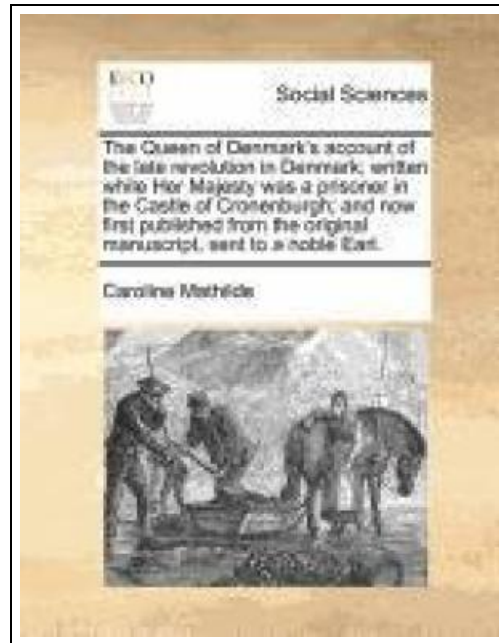 ECCO
Social Sciences
The Queen of Denmark's account of
the late revolution in Denmark; written
while Her Majesty was a prisoner in
the Castle of Cronenburgh; and now
first published from the original
manuscript, sent to a noble Earl.
Caroline Mathilde